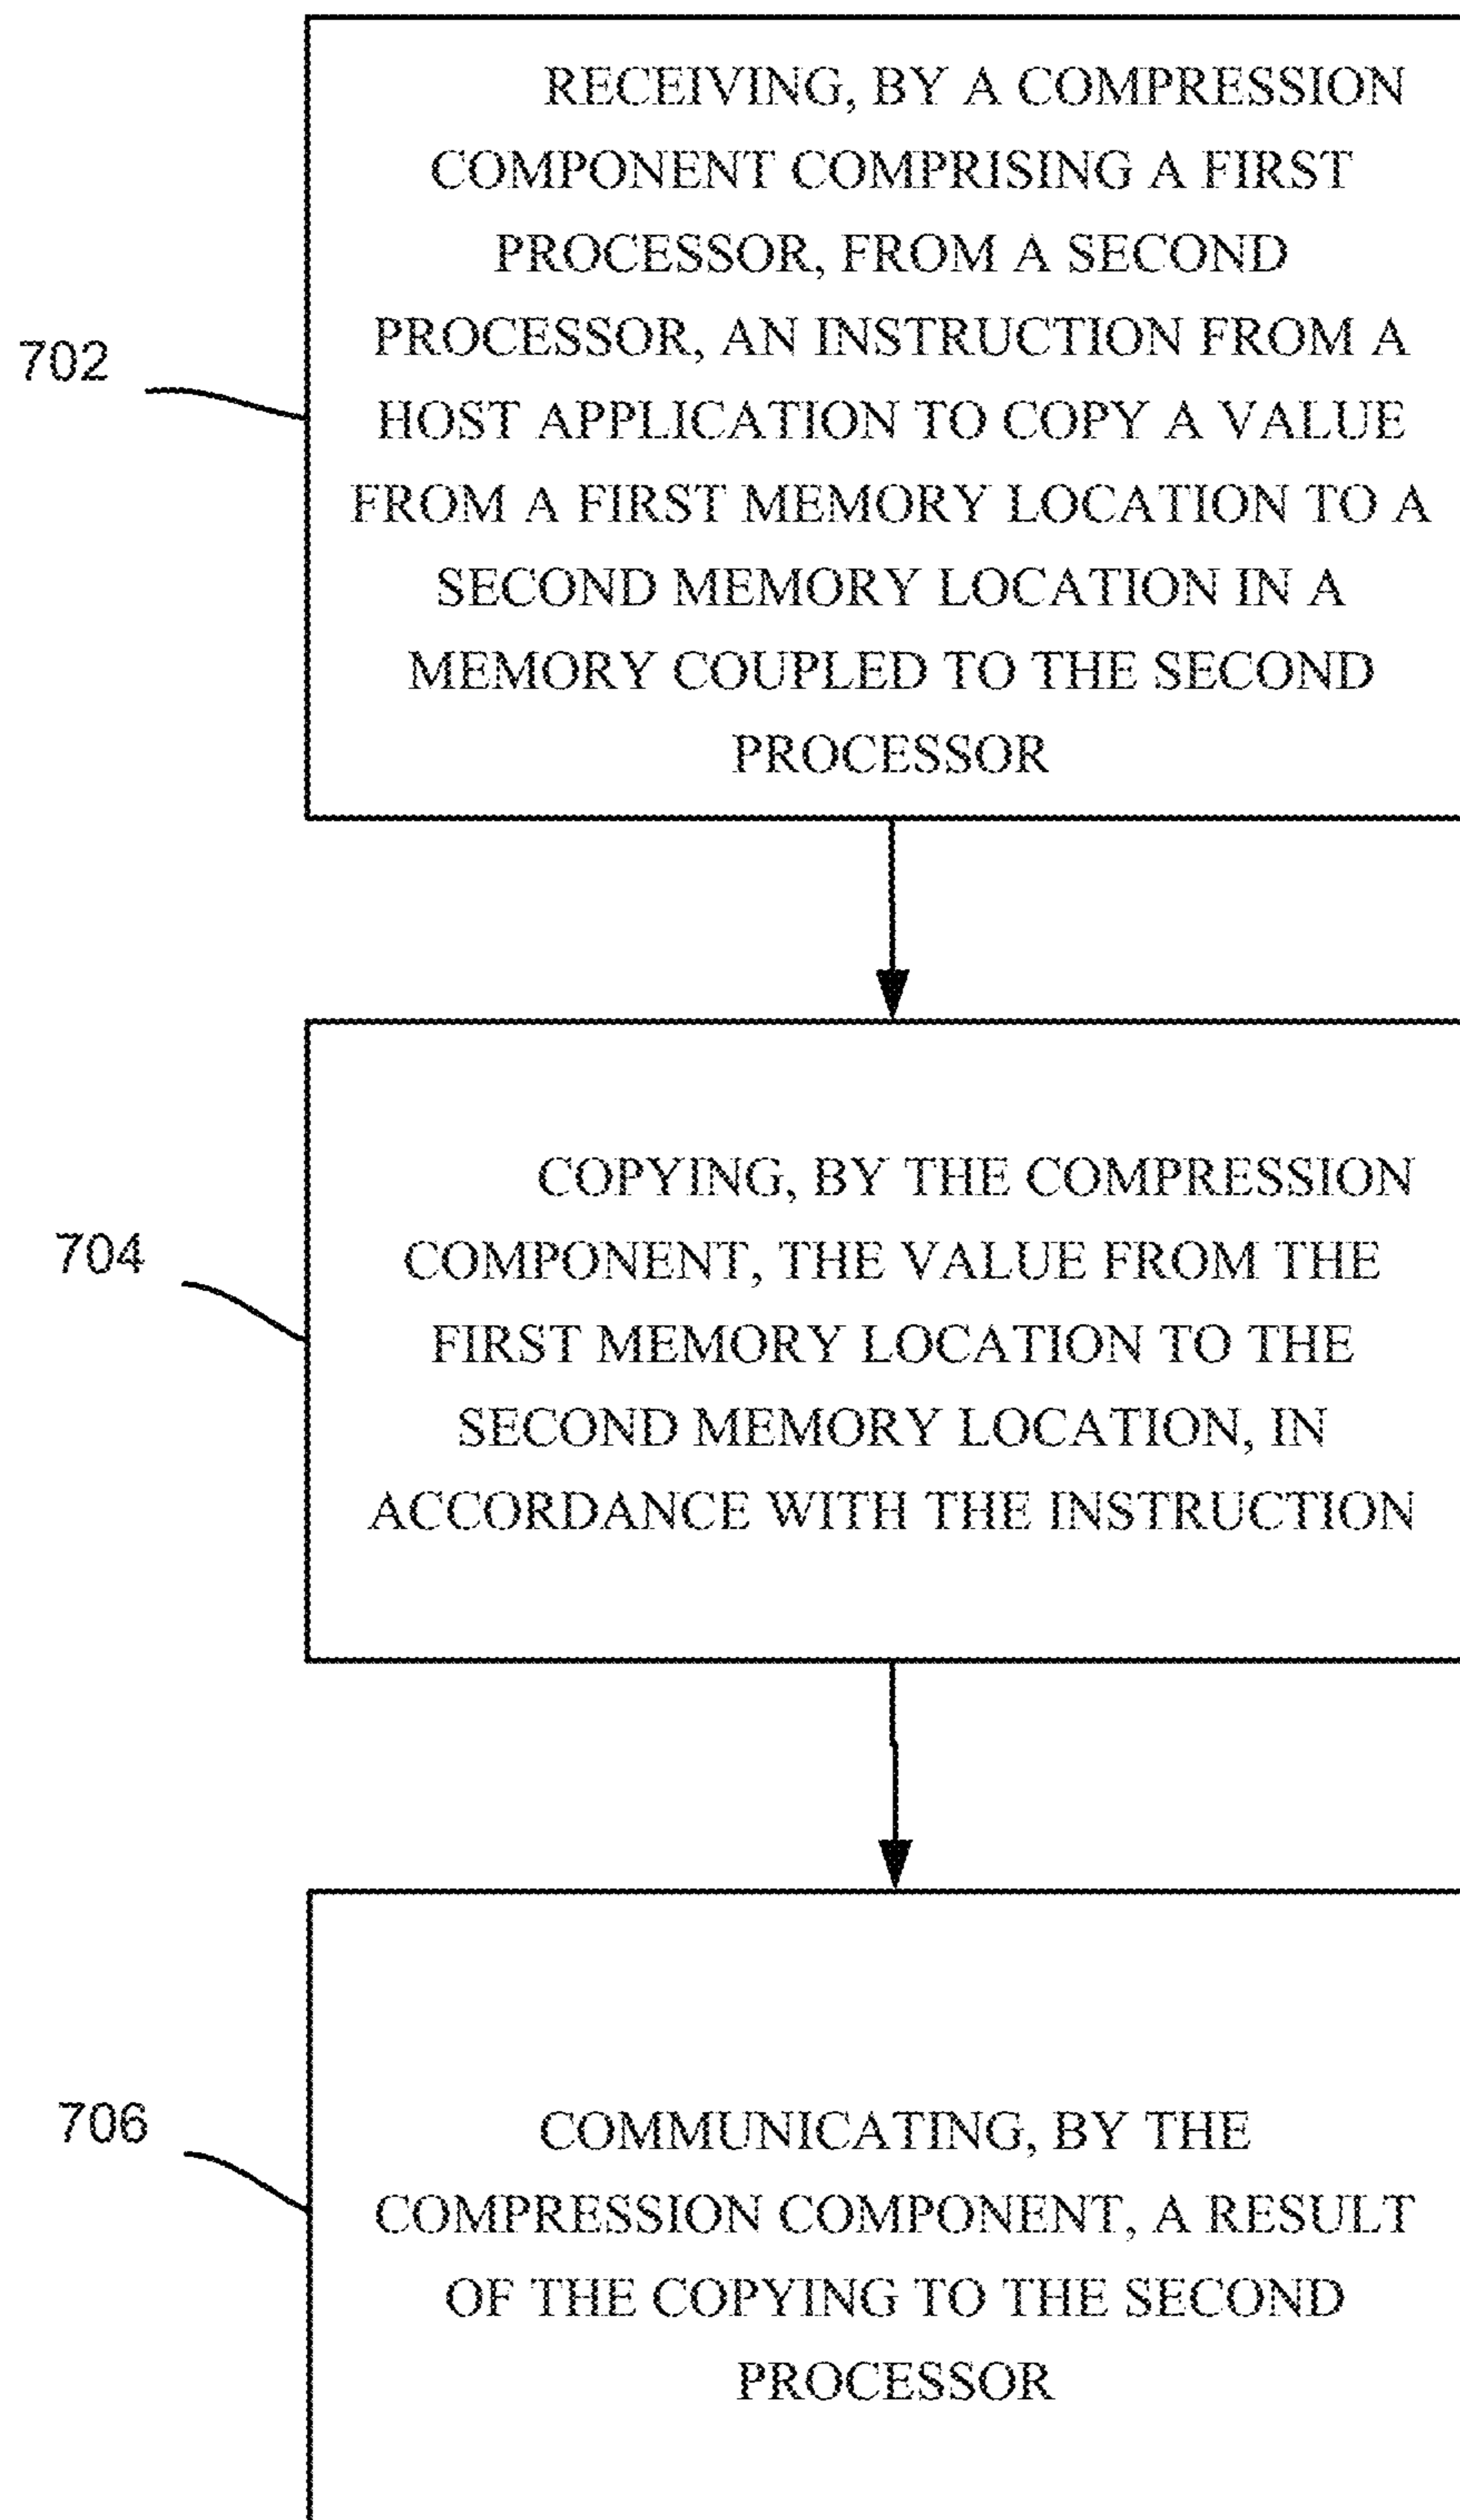 RECEIVING, BY A COMPRESSION
COMPONENT COMPRISING A FIRST
PROCESSOR, FROM A SECOND
PROCESSOR, AN INSTRUCTION FROM A
HOST APPLICATION TO COPY A VALUE
FROM A FIRST MEMORY LOCATION TO A
SECOND MEMORY LOCATION IN A
MEMORY COUPLED TO THE SECOND
PROCESSOR
702
COPYING, BY THE COMPRESSION
COMPONENT, THE VALUE FROM THE
FIRST MEMORY LOCATION TO THE
SECOND MEMORY LOCATION, IN
ACCORDANCE WITH THE INSTRUCTION
704
COMMUNICATING, BY THE
COMPRESSION COMPONENT, A RESULT
OF THE COPYING TO THE SECOND
PROCESSOR
706